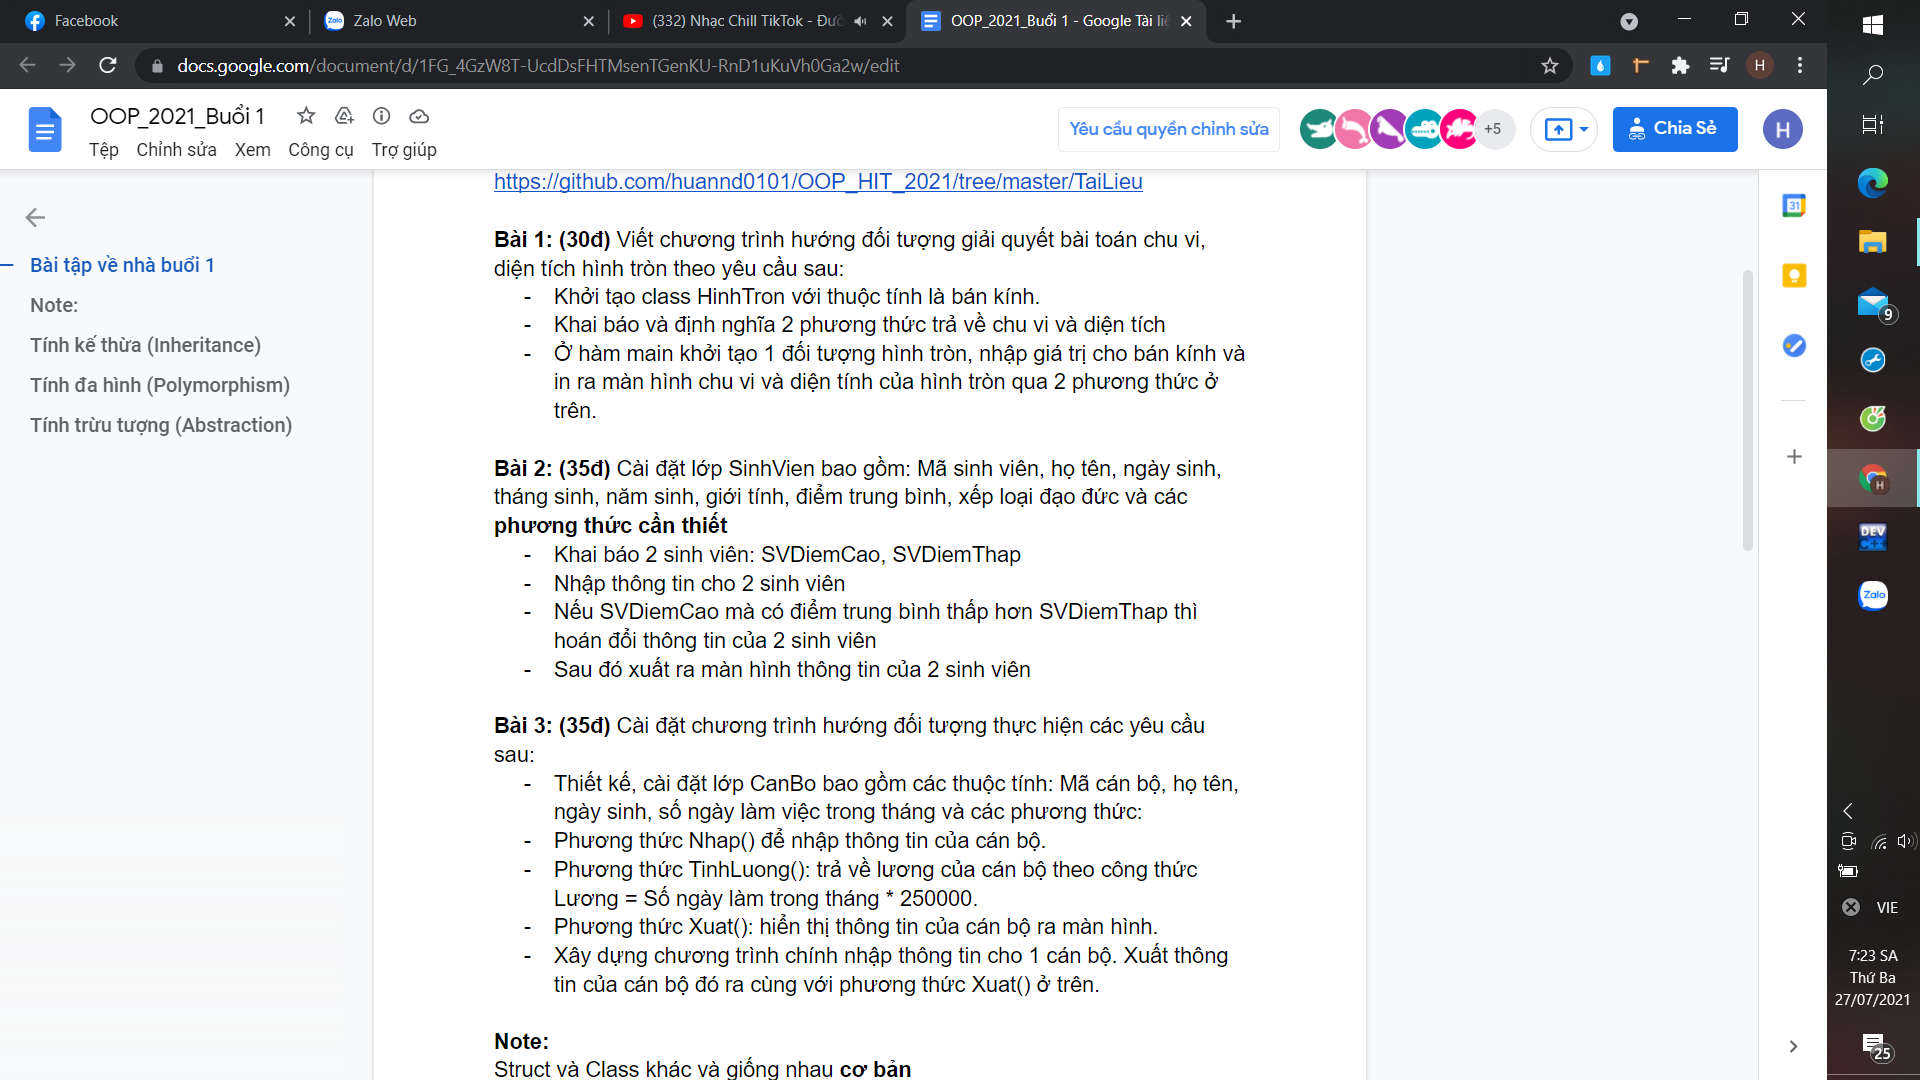 Facebook
Zalo Web
(332) Nhạc Chill TikTok - Đườ
OOP_2021_Buổi 1 - Google Tài liệ
docs.google.com/document/d/1FG_4GzW8T-UcdDsFHTMsenTGenKU-RnD1uKuVh0Ga2w/edit
H
OOP_2021_Buổi 1
Tệp Chỉnh sửa Xem Công cụ Trợ giúp
Yêu cầu quyền chỉnh sửa
+5
Chia Sẻ
H
Bài tập về nhà buổi 1
Note:
Tính kế thừa (Inheritance)
Tính đa hình (Polymorphism)
Tính trừu tượng (Abstraction)
https://github.com/huannd0101/OOP_HIT_2021/tree/master/TaiLieu
Bài 1: (30đ) Viết chương trình hướng đối tượng giải quyết bài toán chu vi,
diện tích hình tròn theo yêu cầu sau:
- Khởi tạo class HinhTron với thuộc tính là bán kính.
- Khai báo và định nghĩa 2 phương thức trả về chu vi và diện tích
- Ở hàm main khởi tạo 1 đối tượng hình tròn, nhập giá trị cho bán kính và
in ra màn hình chu vi và diện tính của hình tròn qua 2 phương thức ở
trên.
Bài 2: (35đ) Cài đặt lớp SinhVien bao gồm: Mã sinh viên, họ tên, ngày sinh,
tháng sinh, năm sinh, giới tính, điểm trung bình, xếp loại đạo đức và các
phương thức cần thiết
- Khai báo 2 sinh viên: SVDiemCao, SVDiemThap
- Nhập thông tin cho 2 sinh viên
- Nếu SVDiemCao mà có điểm trung bình thấp hơn SVDiemThap thì
hoán đổi thông tin của 2 sinh viên
- Sau đó xuất ra màn hình thông tin của 2 sinh viên
Bài 3: (35đ) Cài đặt chương trình hướng đối tượng thực hiện các yêu cầu
sau:
- Thiết kế, cài đặt lớp CanBo bao gồm các thuộc tính: Mã cán bộ, họ tên,
ngày sinh, số ngày làm việc trong tháng và các phương thức:
- Phương thức Nhap() để nhập thông tin của cán bộ.
- Phương thức TinhLuong(): trả về lương của cán bộ theo công thức
Lương = Số ngày làm trong tháng * 250000.
- Phương thức Xuat(): hiển thị thông tin của cán bộ ra màn hình.
- Xây dựng chương trình chính nhập thông tin cho 1 cán bộ. Xuất thông
tin của cán bộ đó ra cùng với phương thức Xuat() ở trên.
Note:
Struct và Class khác và giống nhau cơ bản
31
9
H
DEV
C++
Zalo
VIE
7:23 SA
Thứ Ba
27/07/2021
25